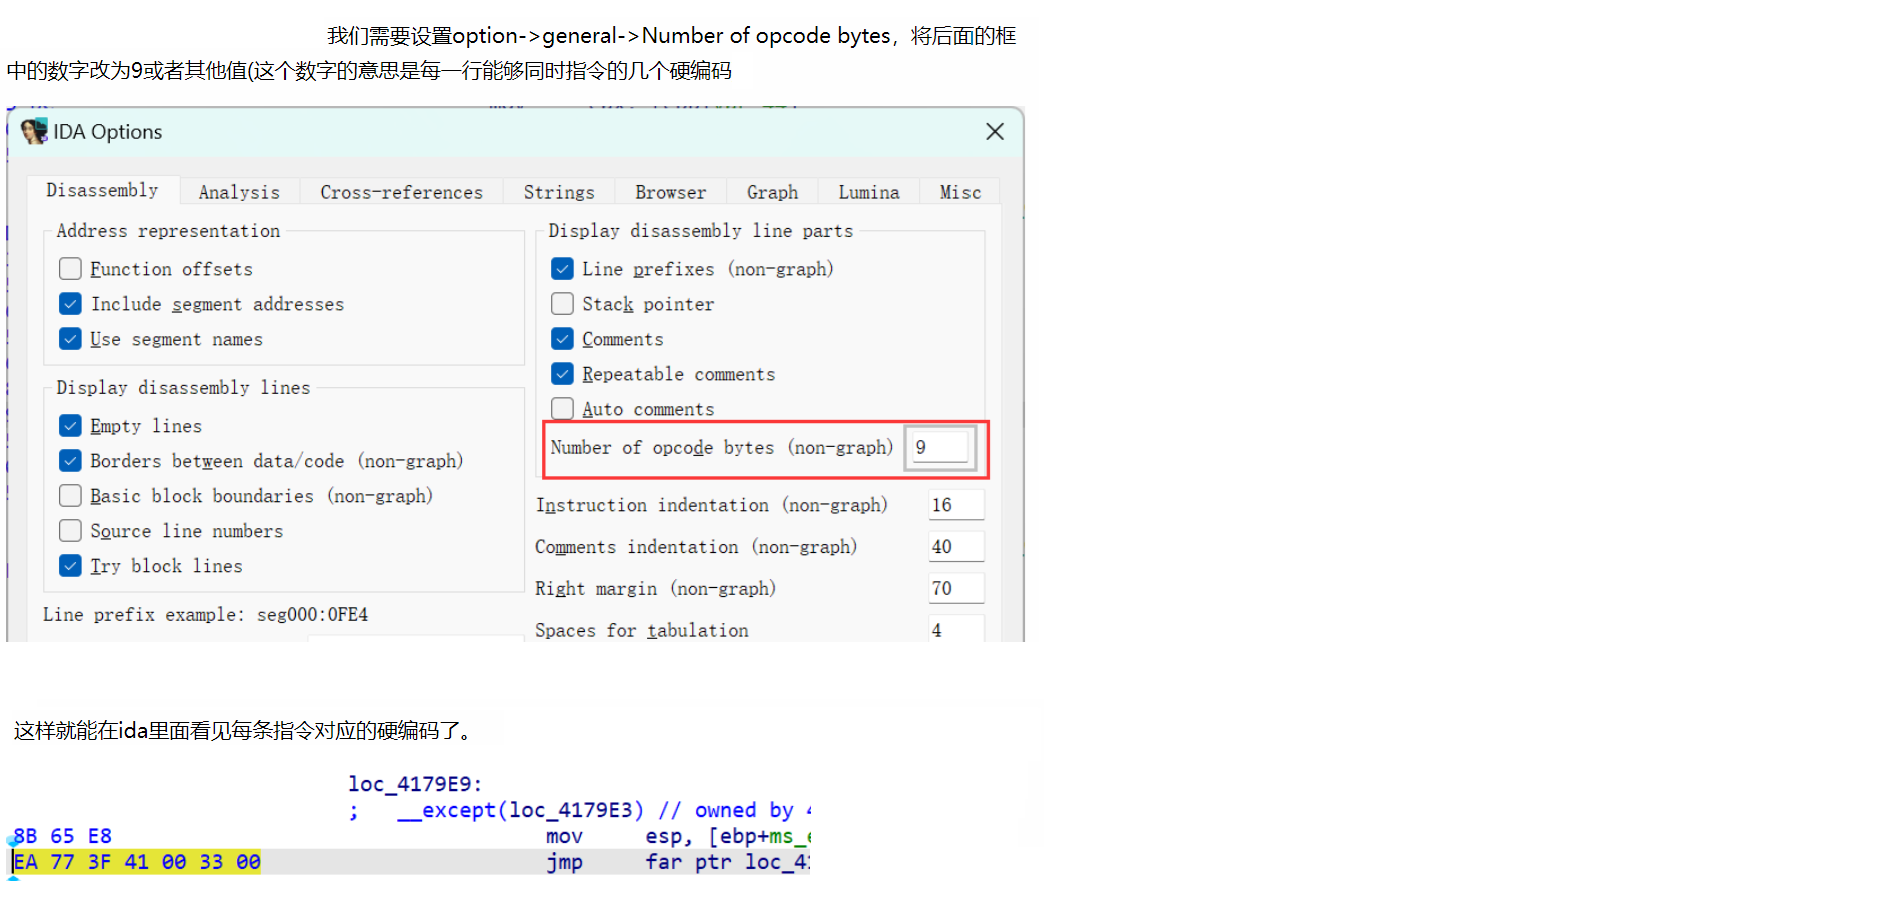 我们需要设置option->general->Number of opcode bytes，将后面的框
中的数字改为9或者其他值(这个数字的意思是每一行能够同时指令的几个硬编码
IDA Options
Disassembly Analysis Cross-references Strings Browser Graph Lumina Misc
Address representation
Function offsets
Include segment addresses
Use segment names
Display disassembly lines
Empty lines
Borders between data/code (non-graph)
Basic block boundaries (non-graph)
Source line numbers
Try block lines
Line prefix example: seg000:0FE4
Display disassembly line parts
Line prefixes (non-graph)
Stack pointer
Comments
Repeatable comments
Auto comments
Number of opcode bytes (non-graph) 9
Instruction indentation (non-graph) 16
Comments indentation (non-graph) 40
Right margin (non-graph) 70
Spaces for tabulation 4
这样就能在ida里面看见每条指令对应的硬编码了。
loc_4179E9:
; __except(loc_4179E3) // owned by
8B 65 E8 mov esp, [ebp+ms_
EA 77 3F 41 00 33 00 jmp far ptr loc_4